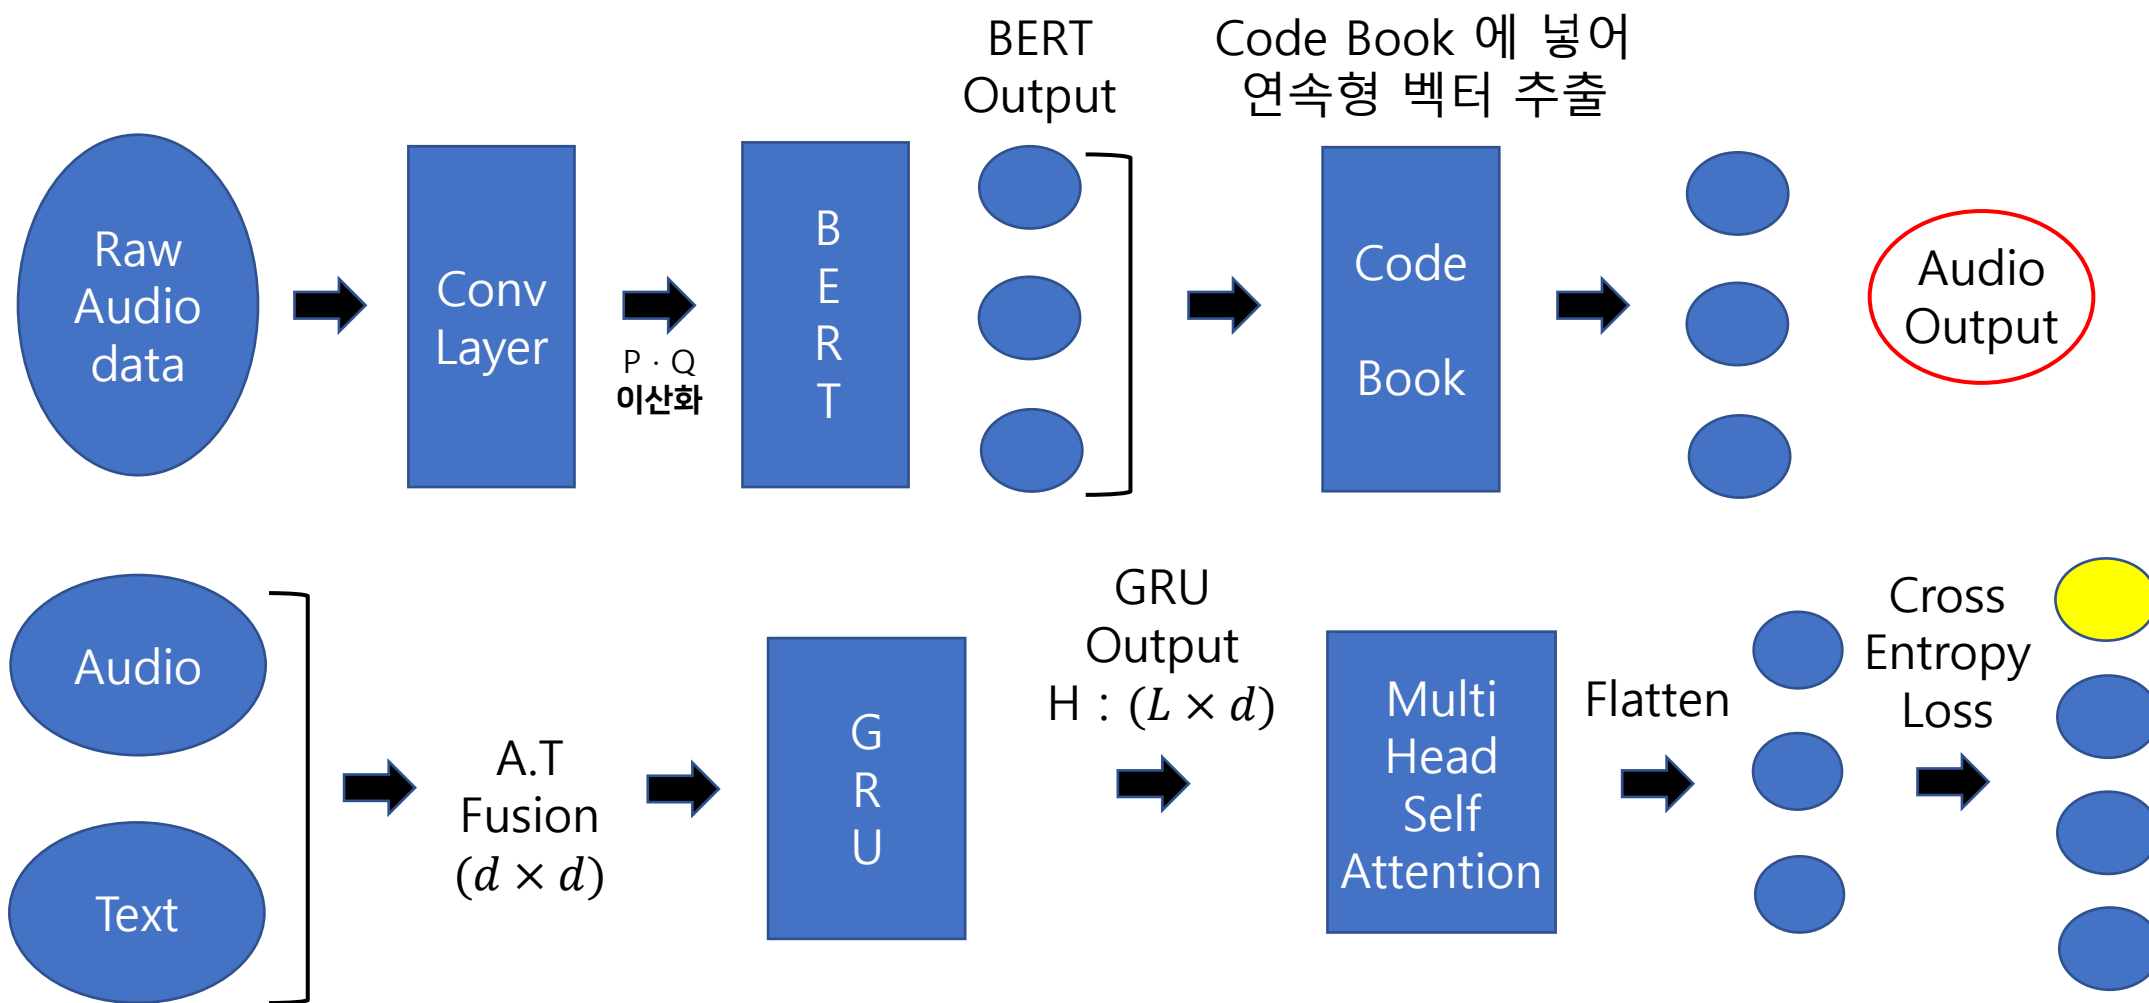 BERT
Output
Code Book 에 넣어
연속형 벡터 추출
Raw
Audio
data
Conv
Layer
P · Q
이산화
B
E
R
T
Code
Book
Audio
Output
Audio
Text
A.T
Fusion
(d × d)
G
R
U
GRU
Output
H : (L × d)
Multi
Head
Self
Attention
Flatten
Cross
Entropy
Loss